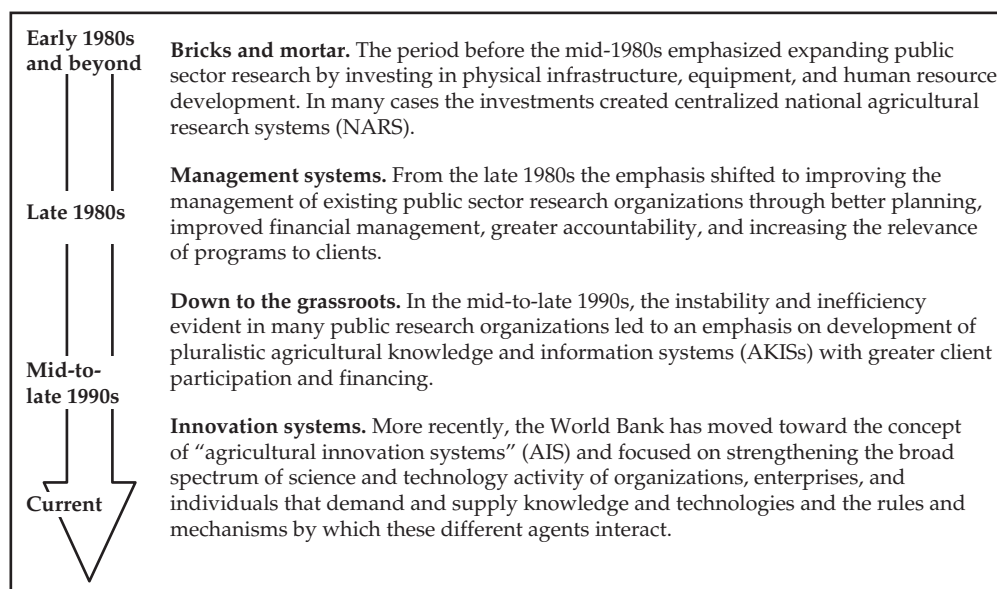 Early 1980s
and beyond
Bricks and mortar. The period before the mid-1980s emphasized expanding public
sector research by investing in physical infrastructure, equipment, and human resource
development. In many cases the investments created centralized national agricultural
research systems (NARS).
Late 1980s
Management systems. From the late 1980s the emphasis shifted to improving the
management of existing public sector research organizations through better planning,
improved financial management, greater accountability, and increasing the relevance
of programs to clients.
Mid-to-
late 1990s
Down to the grassroots. In the mid-to-late 1990s, the instability and inefficiency
evident in many public research organizations led to an emphasis on development of
pluralistic agricultural knowledge and information systems (AKISs) with greater client
participation and financing.
Current
Innovation systems. More recently, the World Bank has moved toward the concept
of “agricultural innovation systems” (AIS) and focused on strengthening the broad
spectrum of science and technology activity of organizations, enterprises, and
individuals that demand and supply knowledge and technologies and the rules and
mechanisms by which these different agents interact.